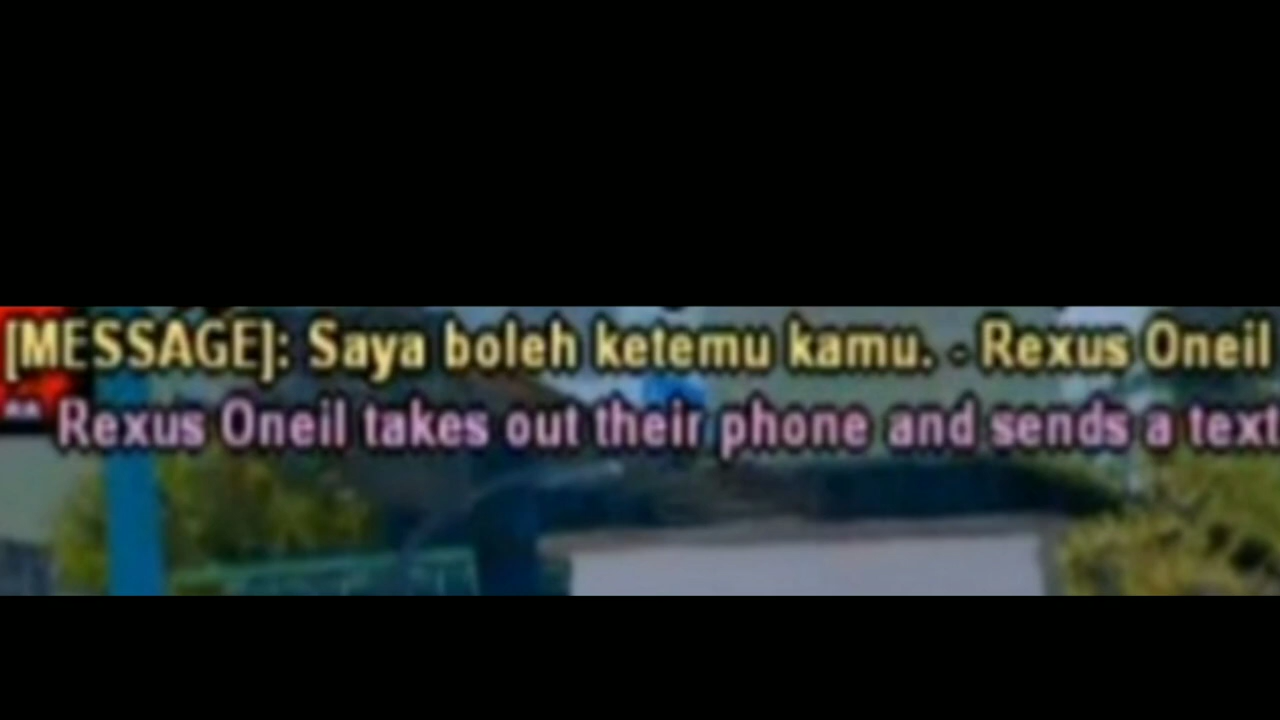 [MESSAGE]: Saya boleh ketemu kamu. - Rexus Oneil
** Rexus Oneil takes out their phone and sends a text